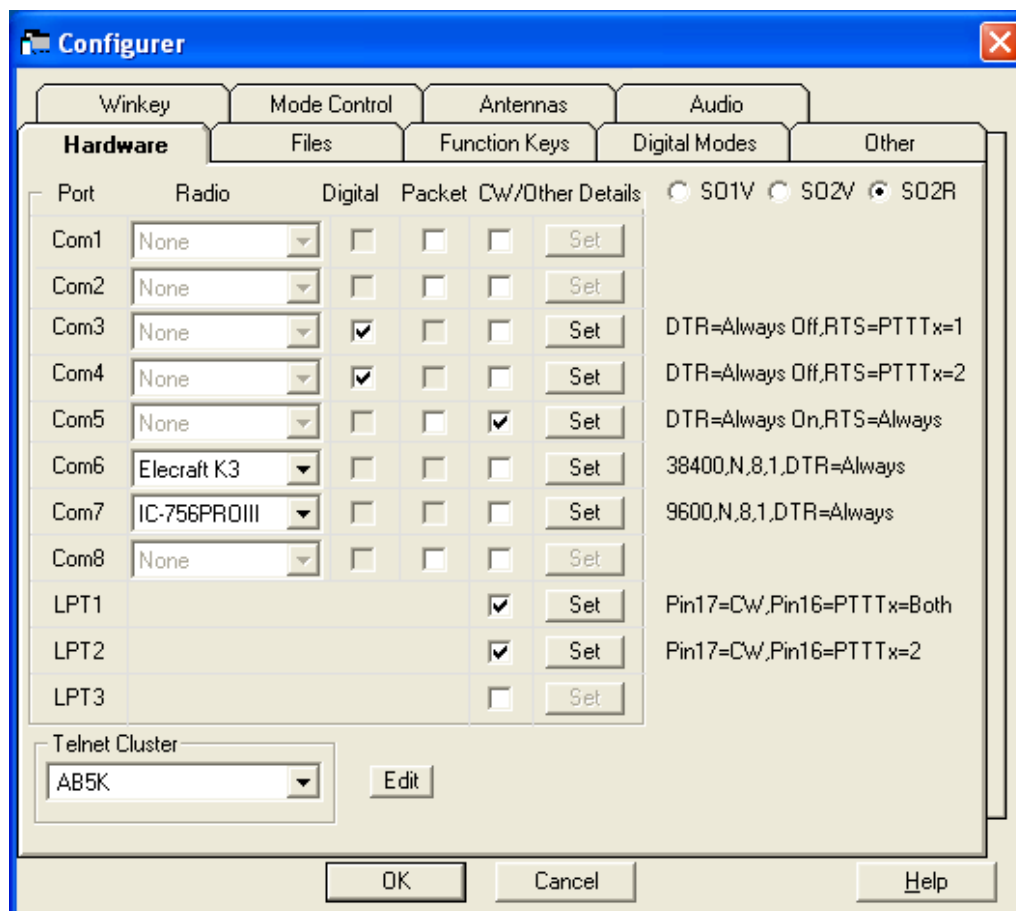 Configurer
Winkey Mode Control Antennas Audio
Hardware Files Function Keys Digital Modes Other
Port Radio Digital Packet CW/Other Details SO1V SO2V SO2R
Com1 None Set
Com2 None Set
Com3 None Set DTR=Always Off,RTS=PTTTx=1
Com4 None Set DTR=Always Off,RTS=PTTTx=2
Com5 None Set DTR=Always On,RTS=Always
Com6 Elecraft K3 Set 38400,N,8,1,DTR=Always
Com7 IC-756PROIII Set 9600,N,8,1,DTR=Always
Com8 None Set
LPT1 Set Pin17=CW,Pin16=PTTTx=Both
LPT2 Set Pin17=CW,Pin16=PTTTx=2
LPT3 Set
Telnet Cluster
AB5K Edit
OK Cancel Help